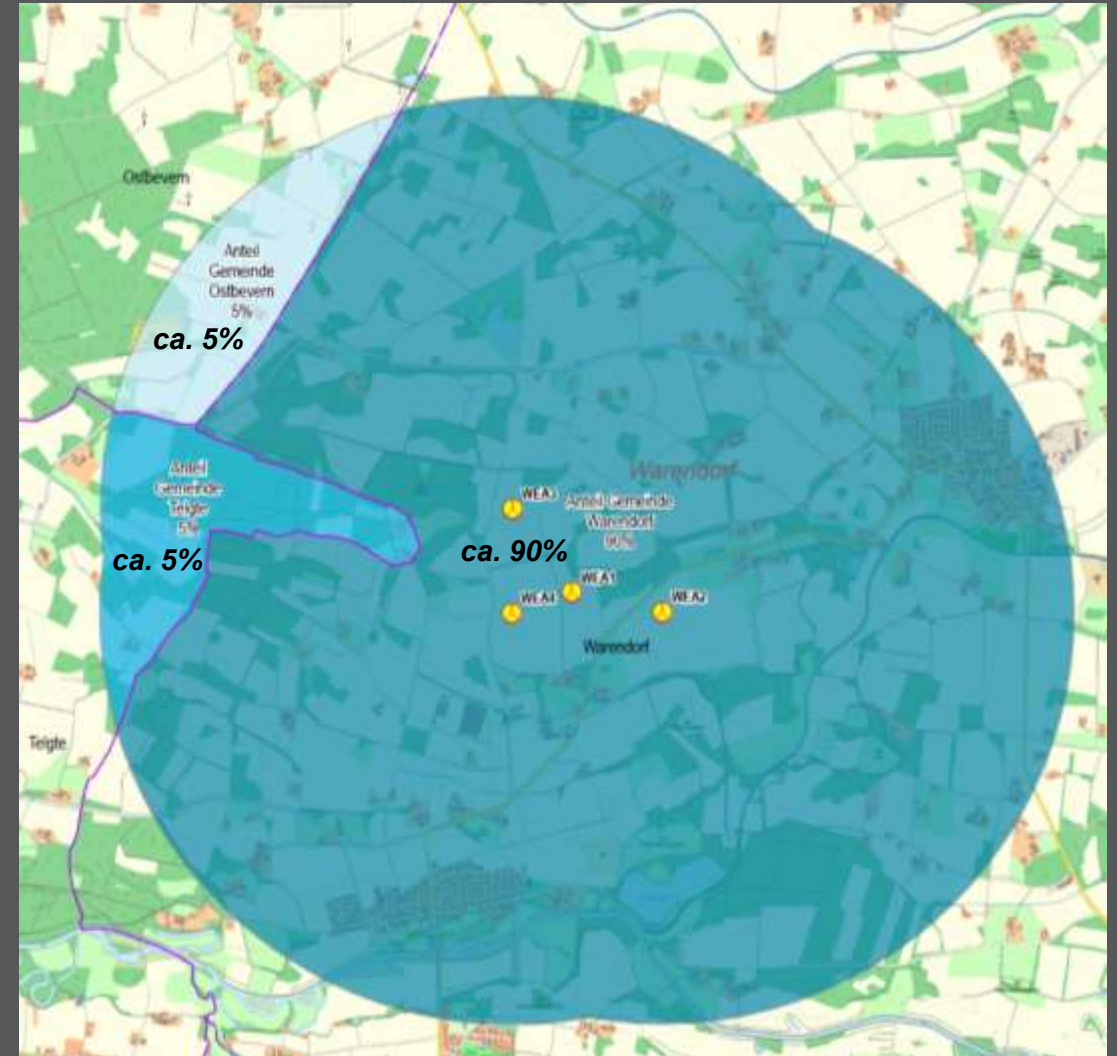 Ostbevern
Anteil
Gemeinde
Ostbevern
5%
ca. 5%
Anteil
Gemeinde
Telgte
5%
ca. 5%
Warendorf
WEA3
Anteil Gemeinde
Warendorf
90%
ca. 90%
WEA1
WEA4
WEA2
Warendorf
Telgte